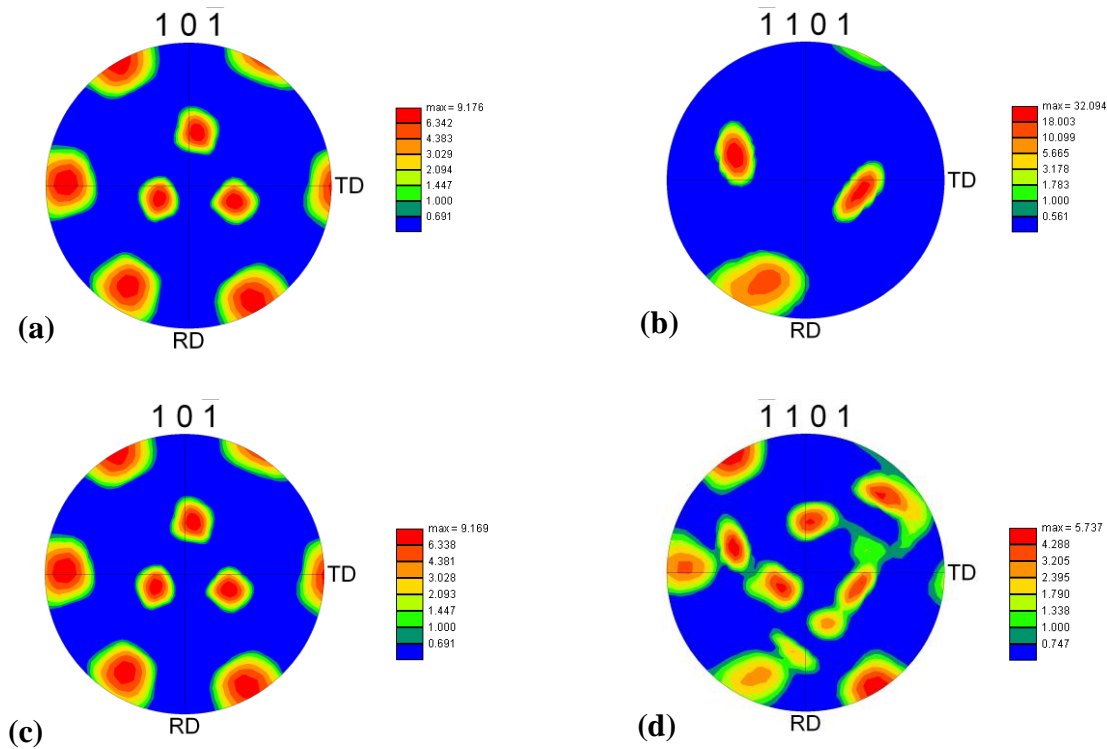 1 0 1̅
max = 9.176
6.342
4.383
3.029
2.094
1.447
1.000
0.691
TD
RD
(a)
1̅ 1 0 1
max = 32.094
18.003
10.099
5.665
3.178
1.783
1.000
0.561
TD
RD
(b)
1 0 1̅
max = 9.169
6.338
4.381
3.028
2.093
1.447
1.000
0.691
TD
RD
(c)
1̅ 1 0 1
max = 5.737
4.288
3.205
2.395
1.790
1.338
1.000
0.747
TD
RD
(d)